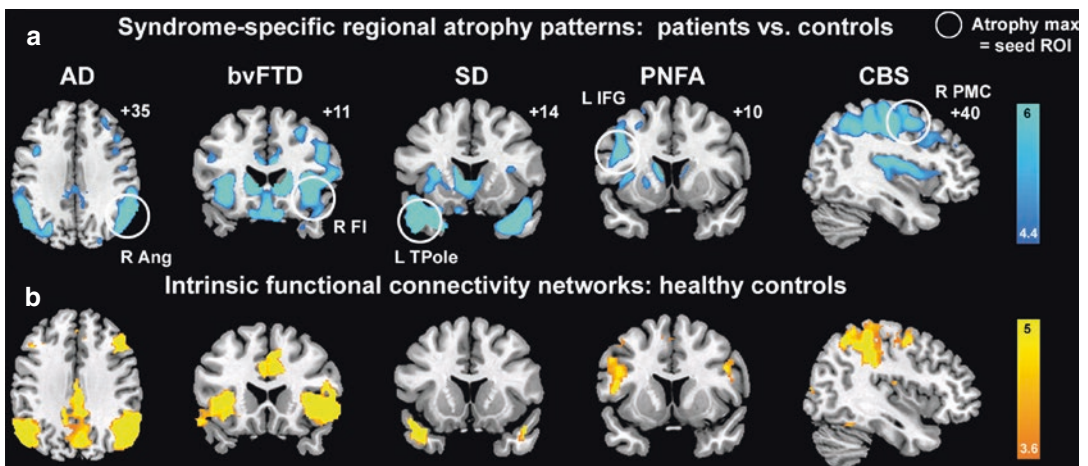 a
Syndrome-specific regional atrophy patterns: patients vs. controls
Atrophy max
= seed ROI
AD
bvFTD
SD
PNFA
CBS
+35
+11
+14
L IFG
+10
R PMC
+40
6
4.4
R Ang
R FI
L TPole
b
Intrinsic functional connectivity networks: healthy controls
5
3.6